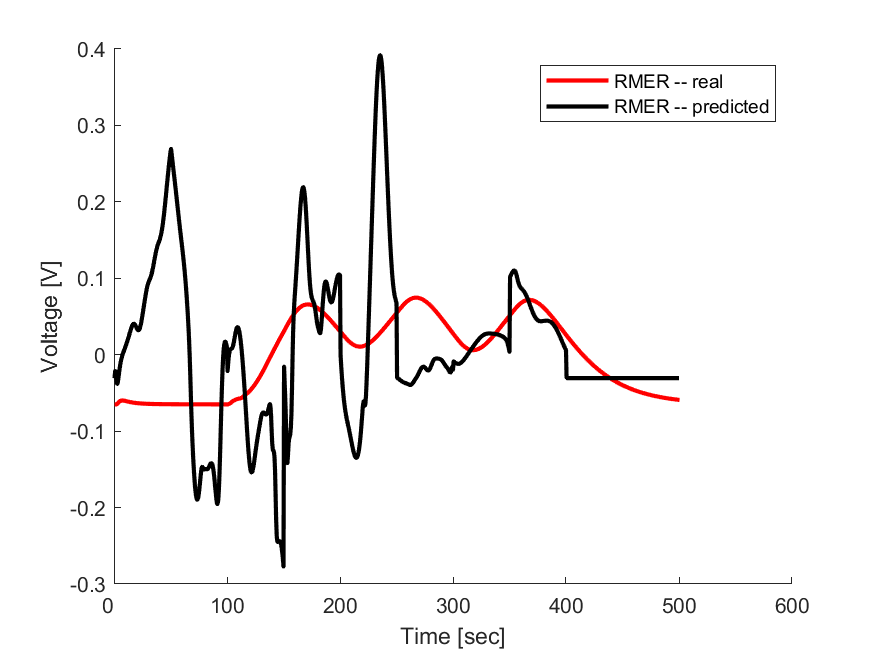 0.4
0.3
0.2
0.1
0
-0.1
-0.2
-0.3
Voltage [V]
RMER -- real
RMER -- predicted
0 100 200 300 400 500 600
Time [sec]